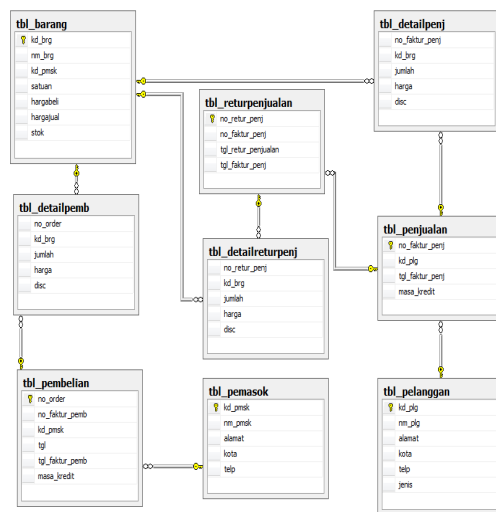 tbl_barang
kd_brg
nm_brg
kd_pmsk
satuan
hargabeli
hargajual
stok
tbl_detailpenj
no_faktur_penj
kd_brg
jumlah
harga
disc
tbl_returpenjualan
no_retur_penj
no_faktur_penj
tgl_retur_penjualan
tgl_faktur_penj
tbl_detailpemb
no_order
kd_brg
jumlah
harga
disc
tbl_detailreturpenj
no_retur_penj
kd_brg
jumlah
harga
disc
tbl_penjualan
no_faktur_penj
kd_plg
tgl_faktur_penj
masa_kredit
tbl_pembelian
no_order
no_faktur_pemb
kd_pmsk
tgl
tgl_faktur_pemb
masa_kredit
tbl_pemasok
kd_pmsk
nm_pmsk
alamat
kota
telp
tbl_pelanggan
kd_plg
nm_plg
alamat
kota
telp
jenis